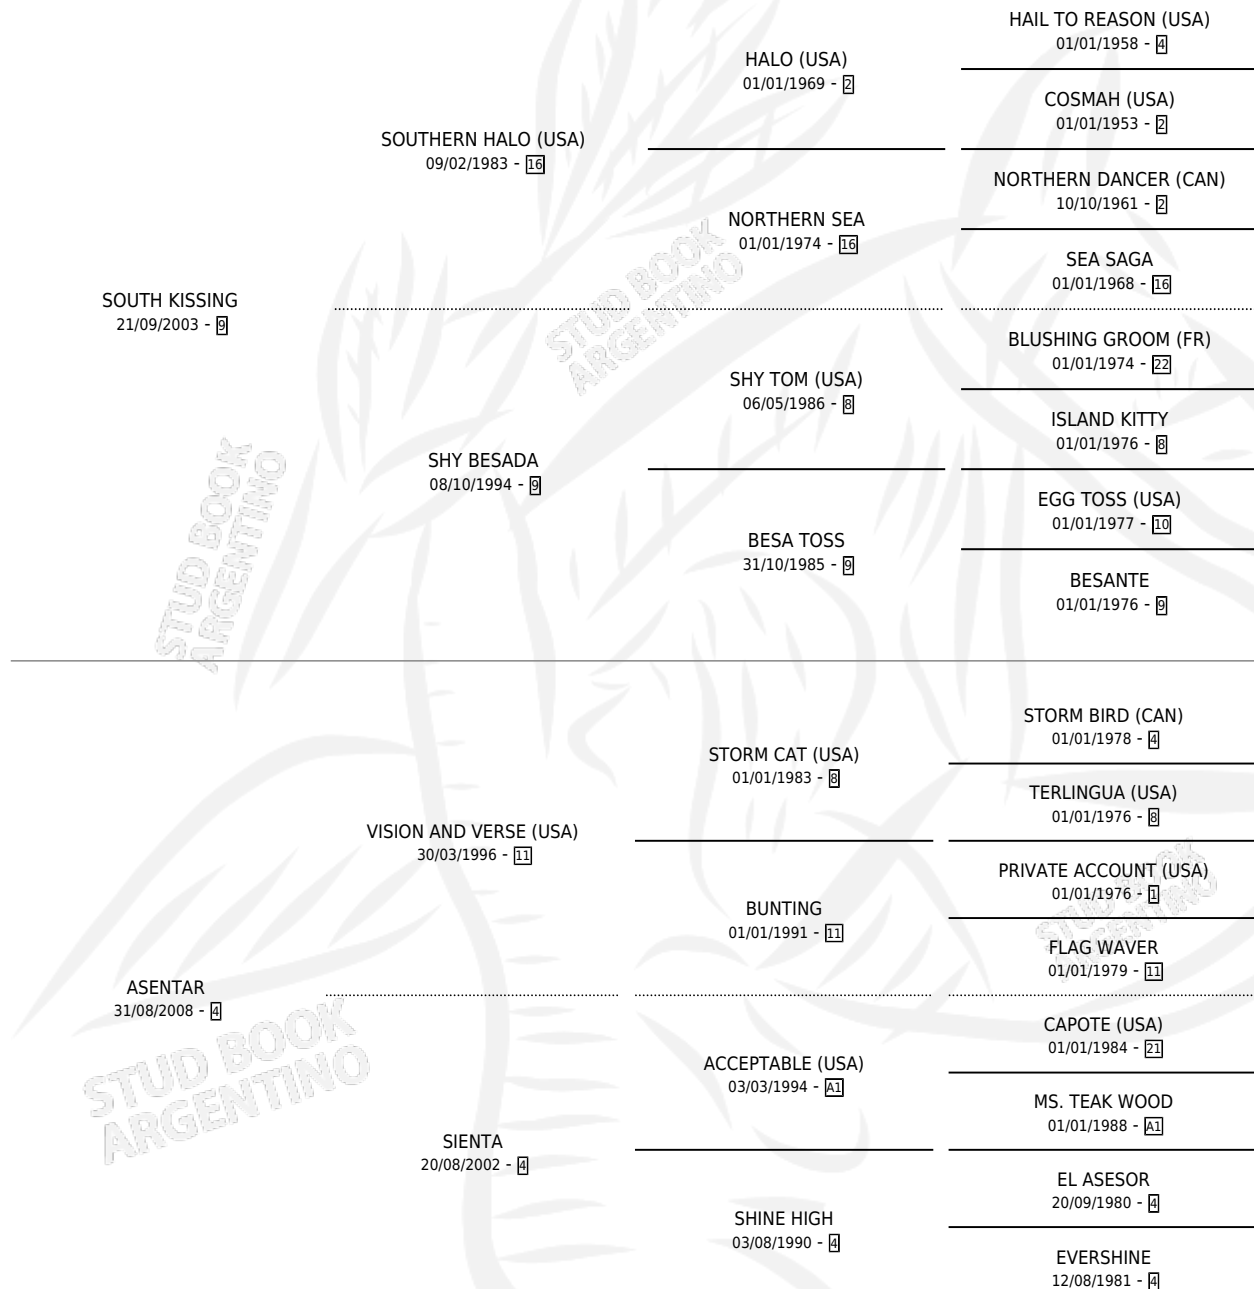 HAIL TO REASON (USA)
01/01/1958 - 4
HALO (USA)
01/01/1969 - 2
COSMAH (USA)
01/01/1953 - 2
SOUTHERN HALO (USA)
09/02/1983 - 16
NORTHERN DANCER (CAN)
10/10/1961 - 2
NORTHERN SEA
01/01/1974 - 16
SEA SAGA
01/01/1968 - 16
SOUTH KISSING
21/09/2003 - 9
BLUSHING GROOM (FR)
01/01/1974 - 22
SHY TOM (USA)
06/05/1986 - 8
ISLAND KITTY
01/01/1976 - 8
SHY BESADA
08/10/1994 - 9
EGG TOSS (USA)
01/01/1977 - 10
BESA TOSS
31/10/1985 - 9
BESANTE
01/01/1976 - 9
STORM BIRD (CAN)
01/01/1978 - 4
STORM CAT (USA)
01/01/1983 - 8
TERLINGUA (USA)
01/01/1976 - 8
VISION AND VERSE (USA)
30/03/1996 - 11
PRIVATE ACCOUNT (USA)
01/01/1976 - 1
BUNTING
01/01/1991 - 11
FLAG WAVER
01/01/1979 - 11
ASENTAR
31/08/2008 - 4
CAPOTE (USA)
01/01/1984 - 21
ACCEPTABLE (USA)
03/03/1994 - A1
MS. TEAK WOOD
01/01/1988 - A1
SIENTA
20/08/2002 - 4
EL ASESOR
20/09/1980 - 4
SHINE HIGH
03/08/1990 - 4
EVERSHINE
12/08/1981 - 4
STUD BOOK
ARGENTINO
STUD BOOK
ARGENTINO
STUD BOOK
ARGENTINO
STUD BOOK
ARGENTINO